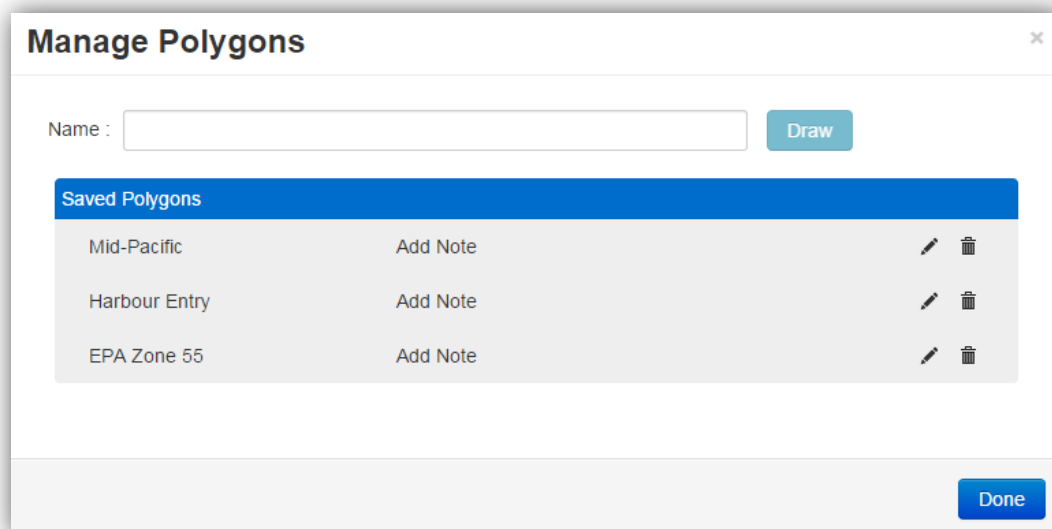 Manage Polygons ×
Name : Draw
Saved Polygons
Mid-Pacific Add Note
Harbour Entry Add Note
EPA Zone 55 Add Note
Done